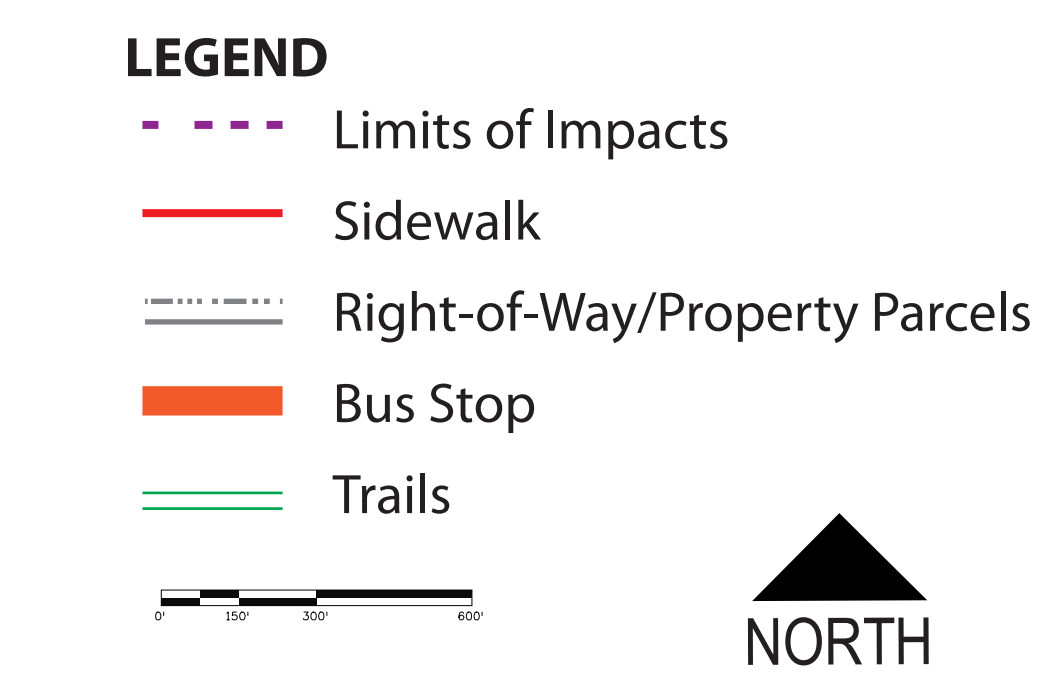 LEGEND
Limits of Impacts
Sidewalk
Right-of-Way/Property Parcels
Bus Stop
Trails
0' 150' 300' 600'
NORTH